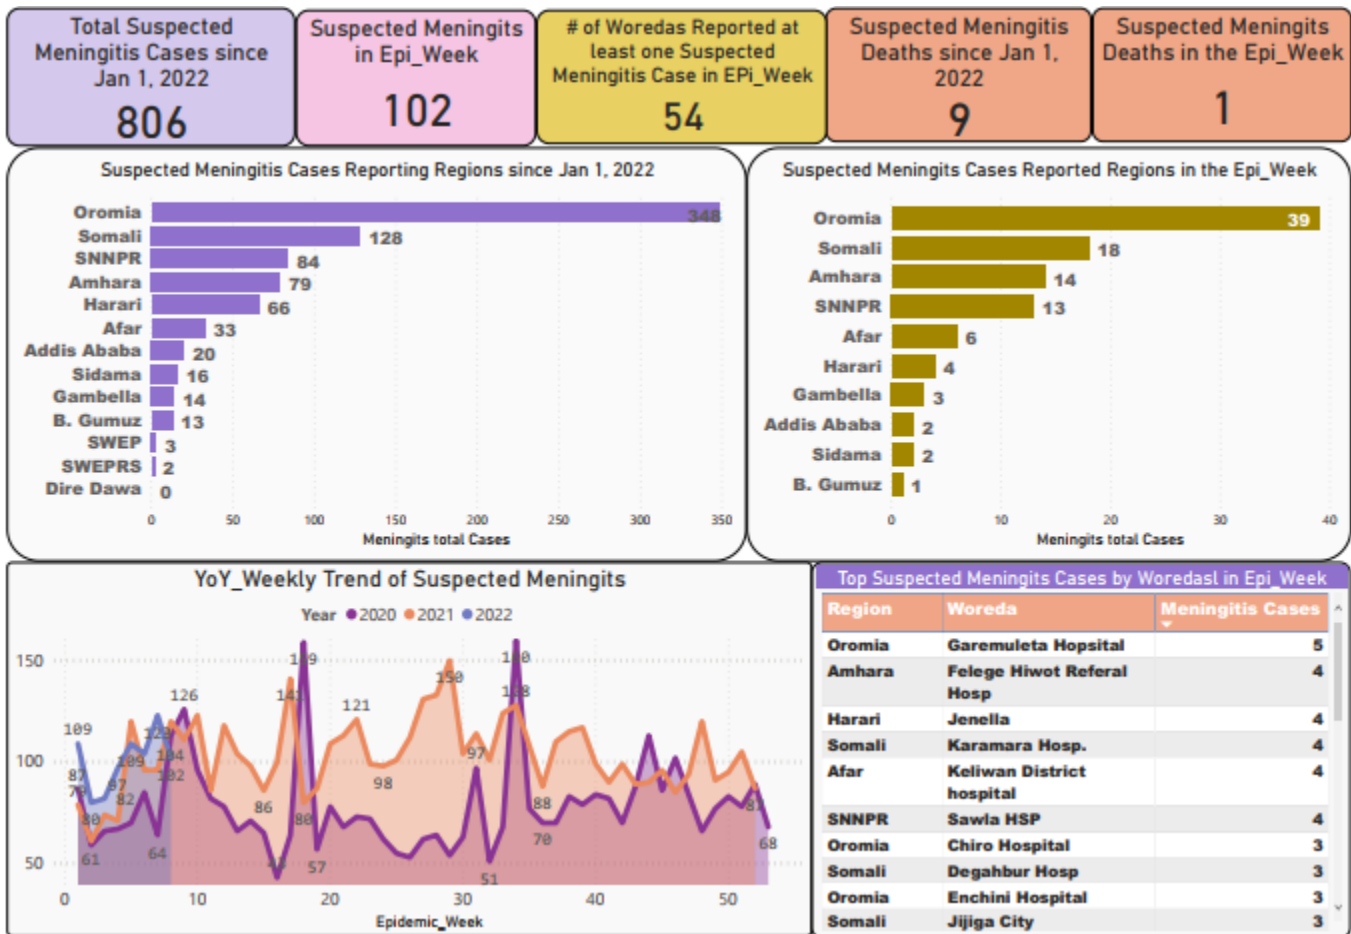 Total Suspected
Meningitis Cases since
Jan 1, 2022
806
Suspected Meningits
in Epi_Week
102
# of Woredas Reported at
least one Suspected
Meningitis Case in EPi_Week
54
Suspected Meningitis
Deaths since Jan 1,
2022
9
Suspected Meningits
Deaths in the Epi_Week
1
Suspected Meningitis Cases Reporting Regions since Jan 1, 2022
Oromia 348
Somali 128
SNNPR 84
Amhara 79
Harari 66
Afar 33
Addis Ababa 20
Sidama 16
Gambella 14
B. Gumuz 13
SWEP 3
SWEPRS 2
Dire Dawa 0
0 50 100 150 200 250 300 350
Meningits total Cases
Suspected Meningits Cases Reported Regions in the Epi_Week
Oromia 39
Somali 18
Amhara 14
SNNPR 13
Afar 6
Harari 4
Gambella 3
Addis Ababa 2
Sidama 2
B. Gumuz 1
0 10 20 30 40
Meningits total Cases
YoY_Weekly Trend of Suspected Meningits
Year 2020 2021 2022
150
100
50
109
87
80
61
97
82
109
64
104
102
126
86
80
57
121
98
150
97
51
88
70
68
0 10 20 30 40 50
Epidemic_Week
Top Suspected Meningits Cases by Woredasl in Epi_Week
Region Woreda Meningitis Cases
Oromia Garemuleta Hopsital 5
Amhara Felege Hiwot Referal 4
Hosp
Harari Jenella 4
Somali Karamara Hosp. 4
Afar Keliwan District 4
hospital
SNNPR Sawla HSP 4
Oromia Chiro Hospital 3
Somali Degahbur Hosp 3
Oromia Enchini Hospital 3
Somali Jijiga City 3